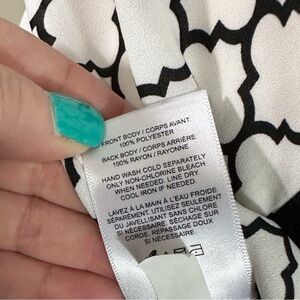 FRONT BODY / CORPS AVANT:
100% POLYESTER
BACK BODY / CORPS ARRIÈRE:
100% RAYON / RAYONNE
HAND WASH COLD SEPARATELY
ONLY NON-CHLORINE BLEACH
WHEN NEEDED. LINE DRY.
COOL IRON IF NEEDED.
LAVEZ À LA MAIN À L'EAU FROIDE
SÉPARÉMENT. UTILISEZ SEULEMENT
DU JAVELLISANT SANS CHLORE
SI NÉCESSAIRE. SÉCHAGE SUR
CORDE. REPASSAGE DOUX
SI NÉCESSAIRE.